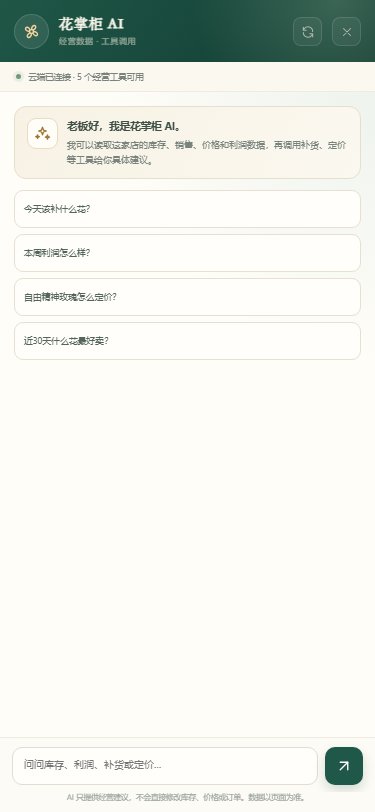 花掌柜 AI
经营数据 · 工具调用
云端已连接 · 5 个经营工具可用
老板好，我是花掌柜 AI。
我可以读取这家店的库存、销售、价格和利润数据，再调用补货、定价
等工具给你具体建议。
今天该补什么花？
本周利润怎么样？
自由精神玫瑰怎么定价？
近30天什么花最好卖？
问问库存、利润、补货或定价...
AI 只提供经营建议，不会直接修改库存、价格或订单。数据以页面为准。